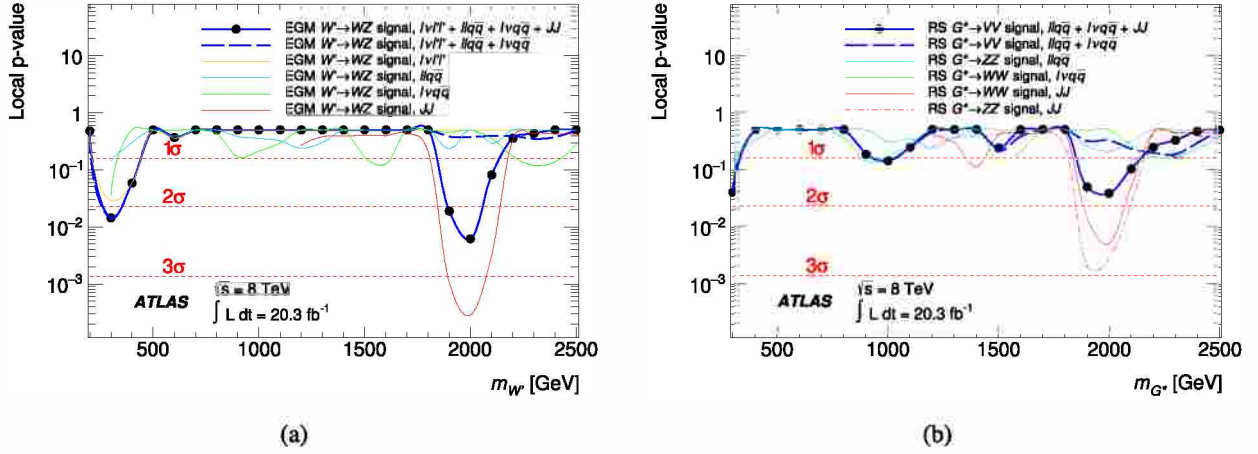 Local p-value
10
1
10⁻¹
10⁻²
10⁻³
EGM W'→WZ signal, lνl'l' + llqq̄ + lνqq̄ + JJ
EGM W'→WZ signal, lνl'l' + llqq̄ + lνqq̄
EGM W'→WZ signal, lνl'l'
EGM W'→WZ signal, llqq̄
EGM W'→WZ signal, lνqq̄
EGM W'→WZ signal, JJ
1σ
2σ
3σ
ATLAS
√s = 8 TeV
∫ L dt = 20.3 fb⁻¹
500 1000 1500 2000 2500
m_W' [GeV]
(a)
Local p-value
10
1
10⁻¹
10⁻²
10⁻³
RS G*→VV signal, llqq̄ + lνqq̄ + JJ
RS G*→VV signal, llqq̄ + lνqq̄
RS G*→ZZ signal, llqq̄
RS G*→WW signal, lνqq̄
RS G*→WW signal, JJ
RS G*→ZZ signal, JJ
1σ
2σ
3σ
ATLAS
√s = 8 TeV
∫ L dt = 20.3 fb⁻¹
500 1000 1500 2000 2500
m_G* [GeV]
(b)